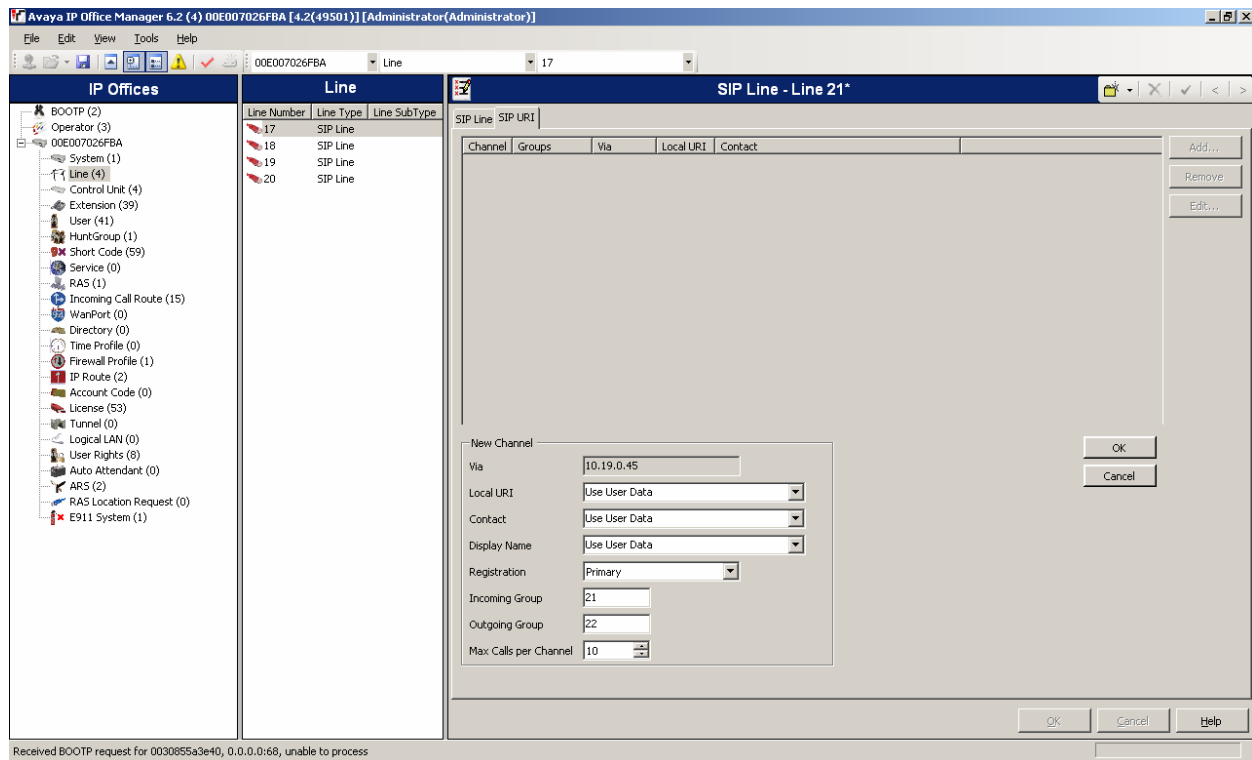 Avaya IP Office Manager 6.2 (4) 00E007026FBA [4.2(49501)] [Administrator(Administrator)]
File Edit View Tools Help
00E007026FBA Line 17
IP Offices
BOOTP (2)
Operator (3)
00E007026FBA
System (1)
Line (4)
Control Unit (4)
Extension (39)
User (41)
HuntGroup (1)
Short Code (59)
Service (0)
RAS (1)
Incoming Call Route (15)
WanPort (0)
Directory (0)
Time Profile (0)
Firewall Profile (1)
IP Route (2)
Account Code (0)
License (53)
Tunnel (0)
Logical LAN (0)
User Rights (8)
Auto Attendant (0)
ARS (2)
RAS Location Request (0)
E911 System (1)
Line
Line Number Line Type Line SubType
17 SIP Line
18 SIP Line
19 SIP Line
20 SIP Line
SIP Line - Line 21*
SIP Line SIP URI
Channel Groups Via Local URI Contact
Add...
Remove
Edit...
New Channel
Via 10.19.0.45
Local URI Use User Data
Contact Use User Data
Display Name Use User Data
Registration Primary
Incoming Group 21
Outgoing Group 22
Max Calls per Channel 10
OK
Cancel
OK Cancel Help
Received BOOTP request for 0030855a3e40, 0.0.0.0:68, unable to process